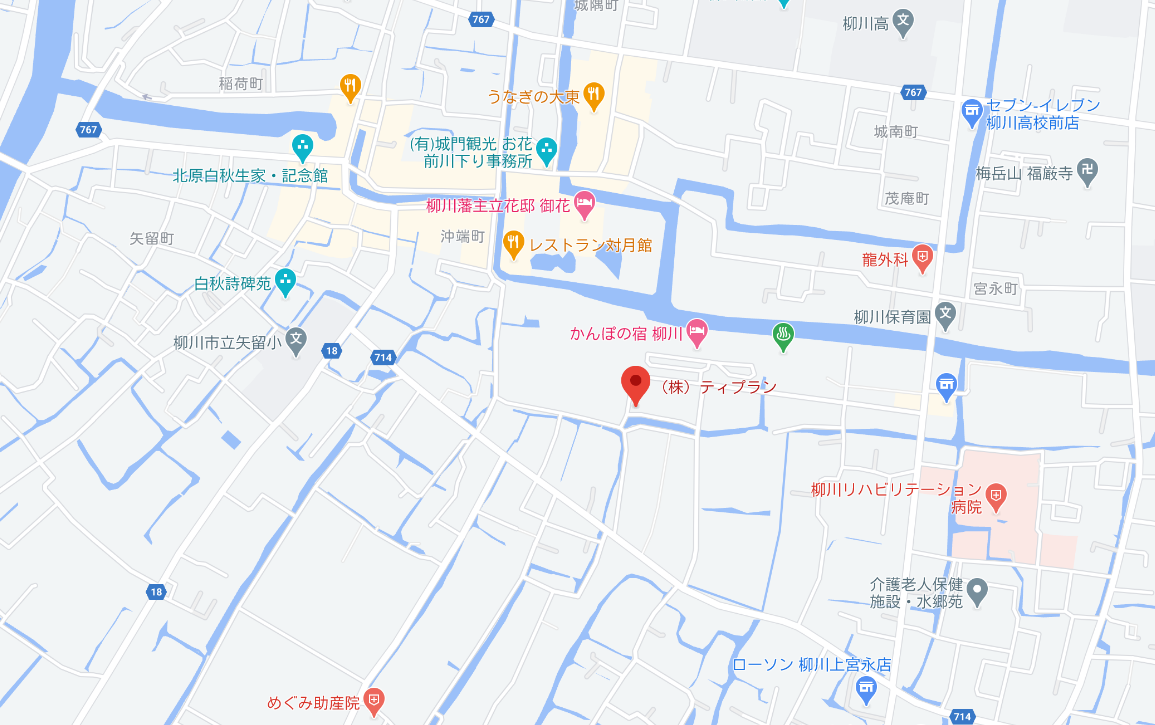 城隅町
767
柳川高
稲荷町
うなぎの大東
767
セブン-イレブン
柳川高校前店
767
城南町
(有)城門観光 お花
前川下り事務所
北原白秋生家・記念館
梅岳山 福厳寺
柳川藩主立花邸 御花
茂庵町
矢留町
沖端町
レストラン対月館
龍外科
白秋詩碑苑
宮永町
柳川保育園
かんぽの宿 柳川
柳川市立矢留小
18
714
（株）ティプラン
柳川リハビリテーション
病院
18
介護老人保健
施設・水郷苑
ローソン 柳川上宮永店
めぐみ助産院
714